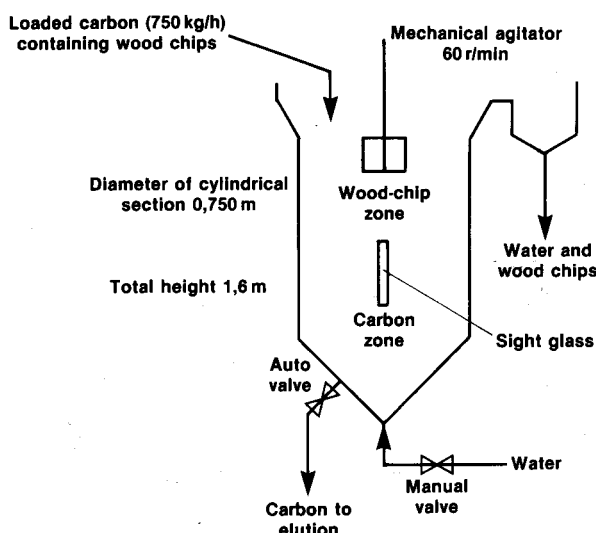 Loaded carbon (750 kg/h)
containing wood chips
Mechanical agitator
60 r/min
Diameter of cylindrical
section 0,750 m
Wood-chip
zone
Water and
wood chips
Total height 1,6 m
Carbon
zone
Sight glass
Auto
valve
Water
Manual
valve
Carbon to
elution